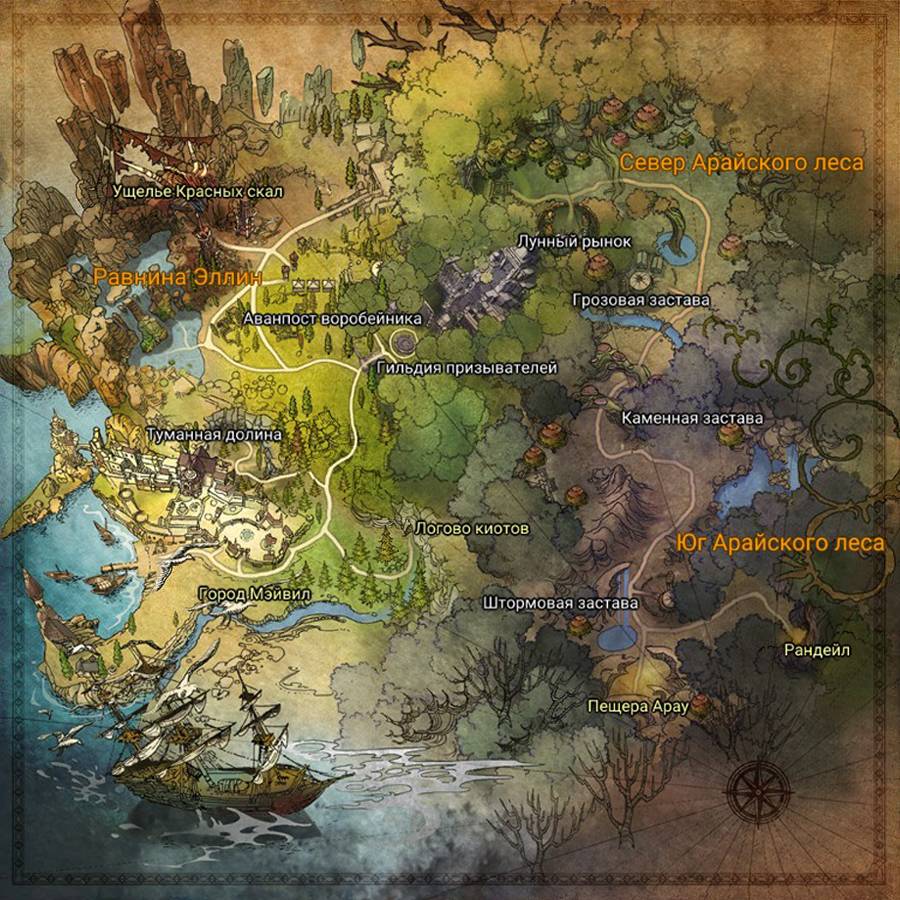 Север Арайского леса
Ущелье Красных скал
Лунный рынок
Равнина Эллин
Грозовая застава
Аванпост воробейника
Гильдия призывателей
Каменная застава
Туманная долина
Логово киотов
Юг Арайского леса
Город Мэйвил
Штормовая застава
Рандейл
Пещера Арау